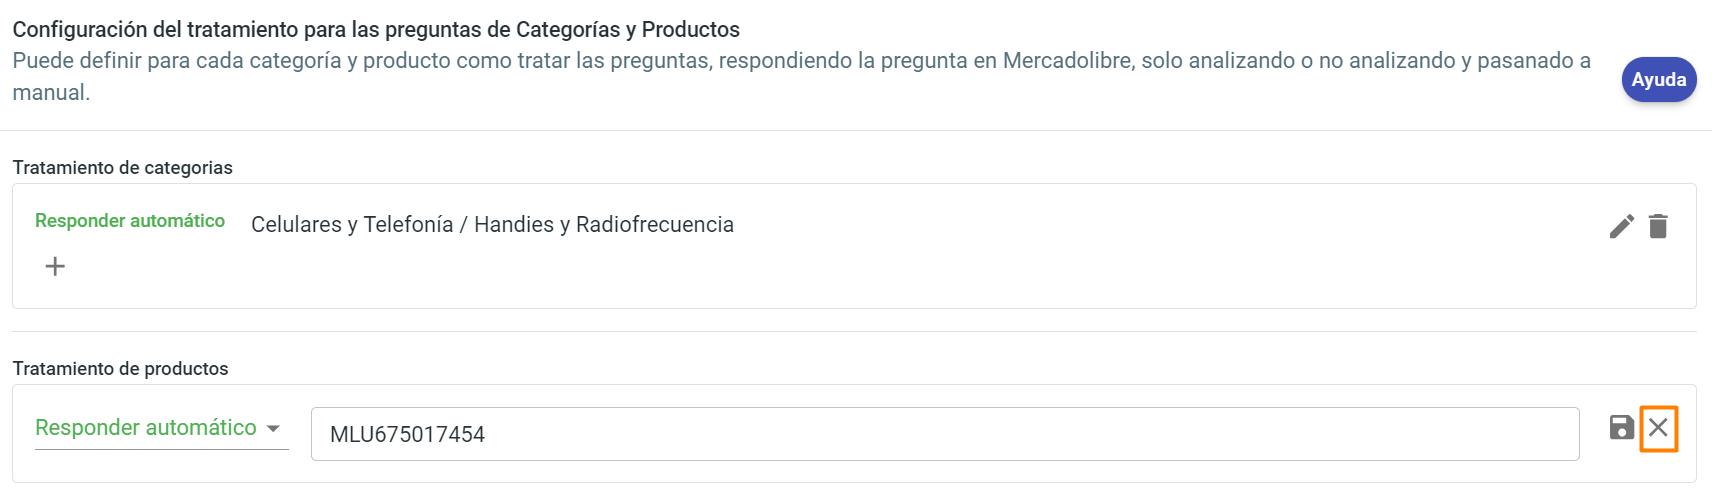 Configuración del tratamiento para las preguntas de Categorías y Productos
Puede definir para cada categoría y producto como tratar las preguntas, respondiendo la pregunta en Mercadolibre, solo analizando o no analizando y pasanado a
manual.
Ayuda
Tratamiento de categorias
Responder automático Celulares y Telefonía / Handies y Radiofrecuencia
Tratamiento de productos
Responder automático MLU675017454